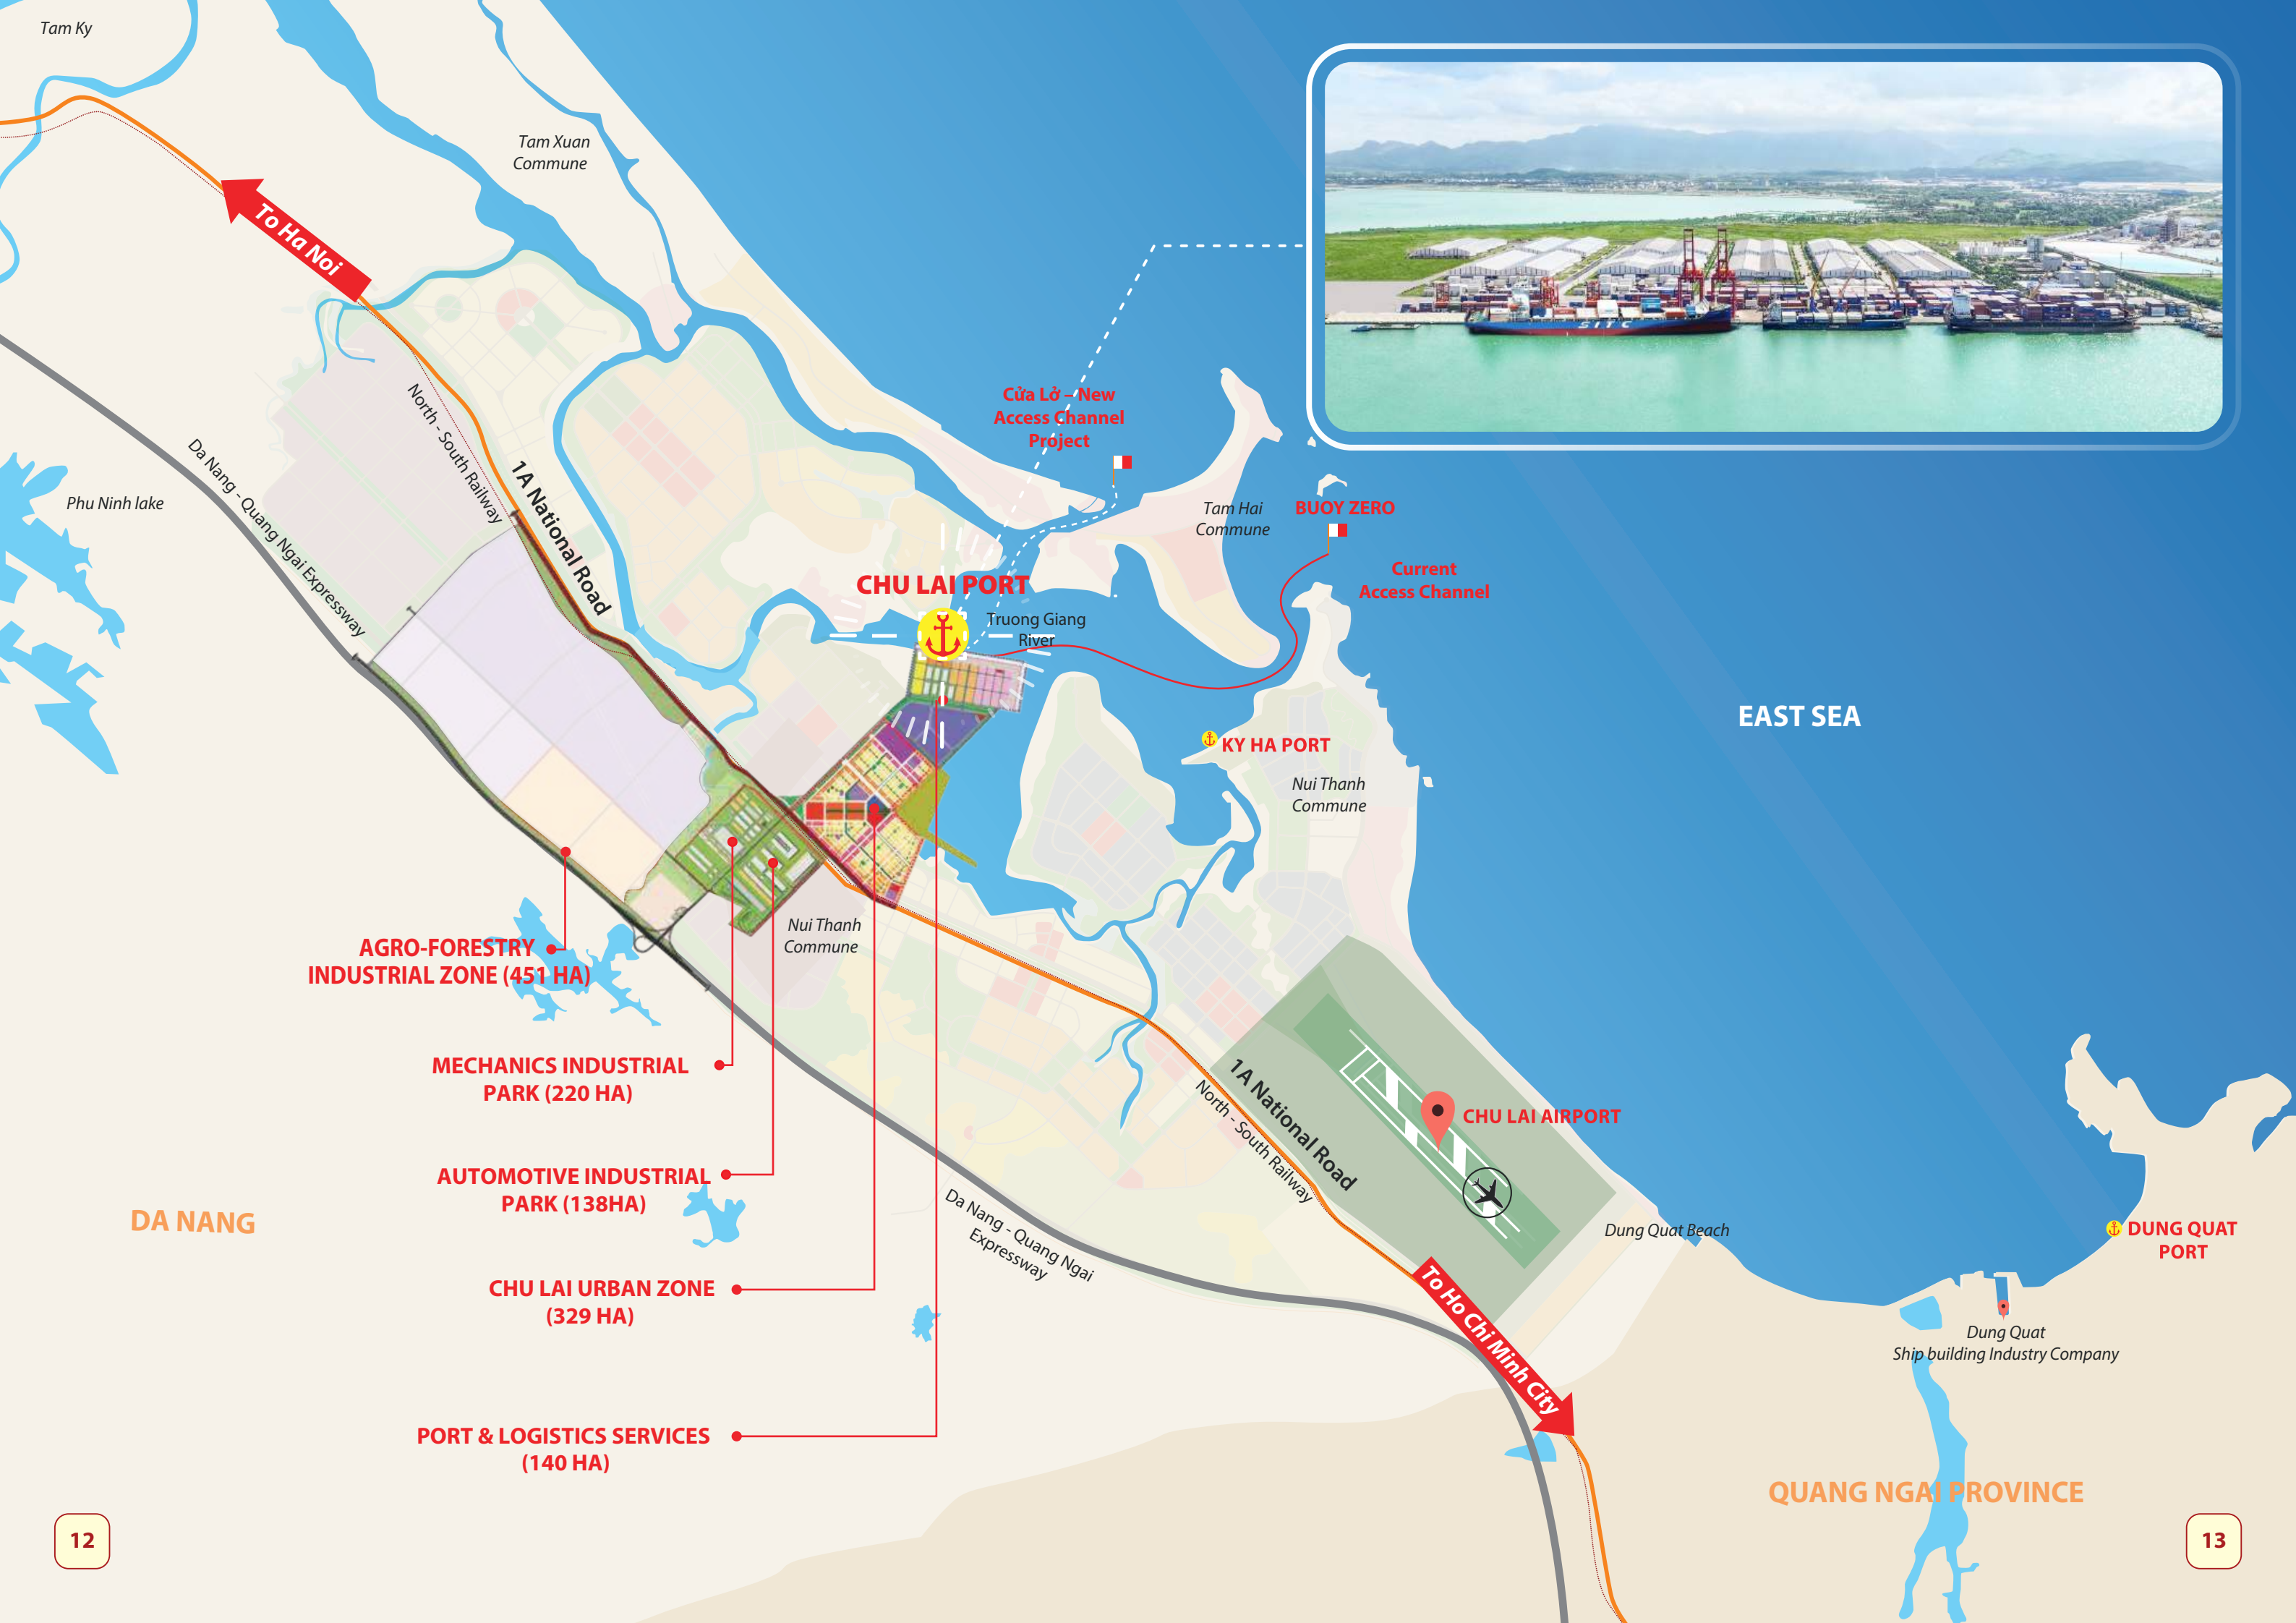 Tam Ky
Tam Xuan
Commune
To Ha Noi
SITC
Cửa Lở – New
Access Channel
Project
North - South Railway
1A National Road
Da Nang - Quang Ngai Expressway
Phu Ninh lake
Tam Hai
Commune
BUOY ZERO
Current
Access Channel
CHU LAI PORT
Truong Giang
River
EAST SEA
KY HA PORT
Nui Thanh
Commune
Nui Thanh
Commune
AGRO-FORESTRY
INDUSTRIAL ZONE (451 HA)
MECHANICS INDUSTRIAL
PARK (220 HA)
AUTOMOTIVE INDUSTRIAL
PARK (138HA)
CHU LAI URBAN ZONE
(329 HA)
PORT & LOGISTICS SERVICES
(140 HA)
1A National Road
North - South Railway
CHU LAI AIRPORT
DA NANG
Da Nang - Quang Ngai
Expressway
Dung Quat Beach
DUNG QUAT
PORT
To Ho Chi Minh City
Dung Quat
Ship building Industry Company
QUANG NGAI PROVINCE
12
13